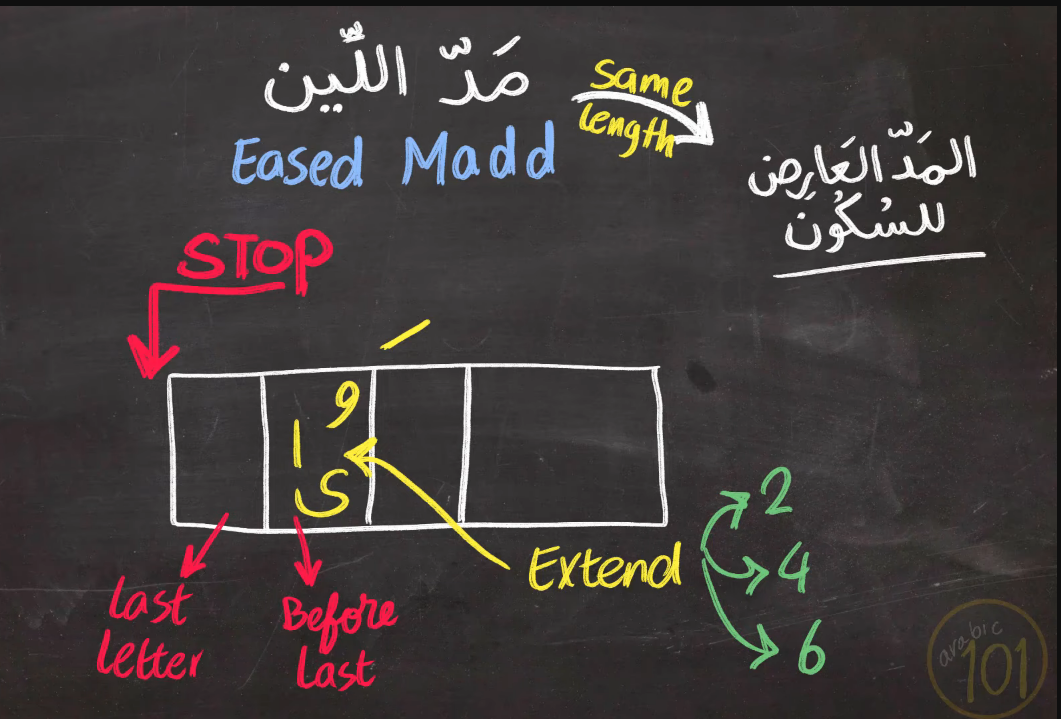 مَدّ اللِّين
Eased Madd
Same
length
المَدّ العَارِض
للسُكُون
STOP
و
ا
ى
Extend
2
4
6
last
letter
Before
last
arabic
101